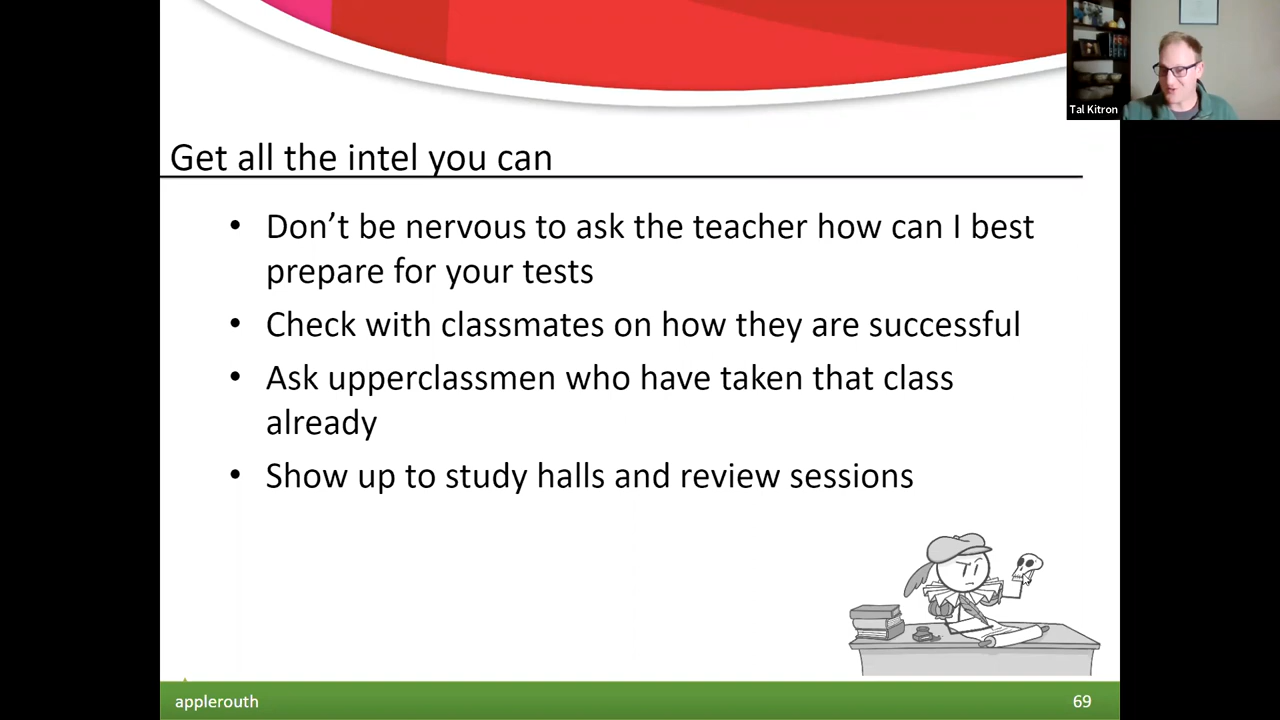 Tal Kitron
Get all the intel you can
• Don’t be nervous to ask the teacher how can I best
prepare for your tests
• Check with classmates on how they are successful
• Ask upperclassmen who have taken that class
already
• Show up to study halls and review sessions
applerouth
69